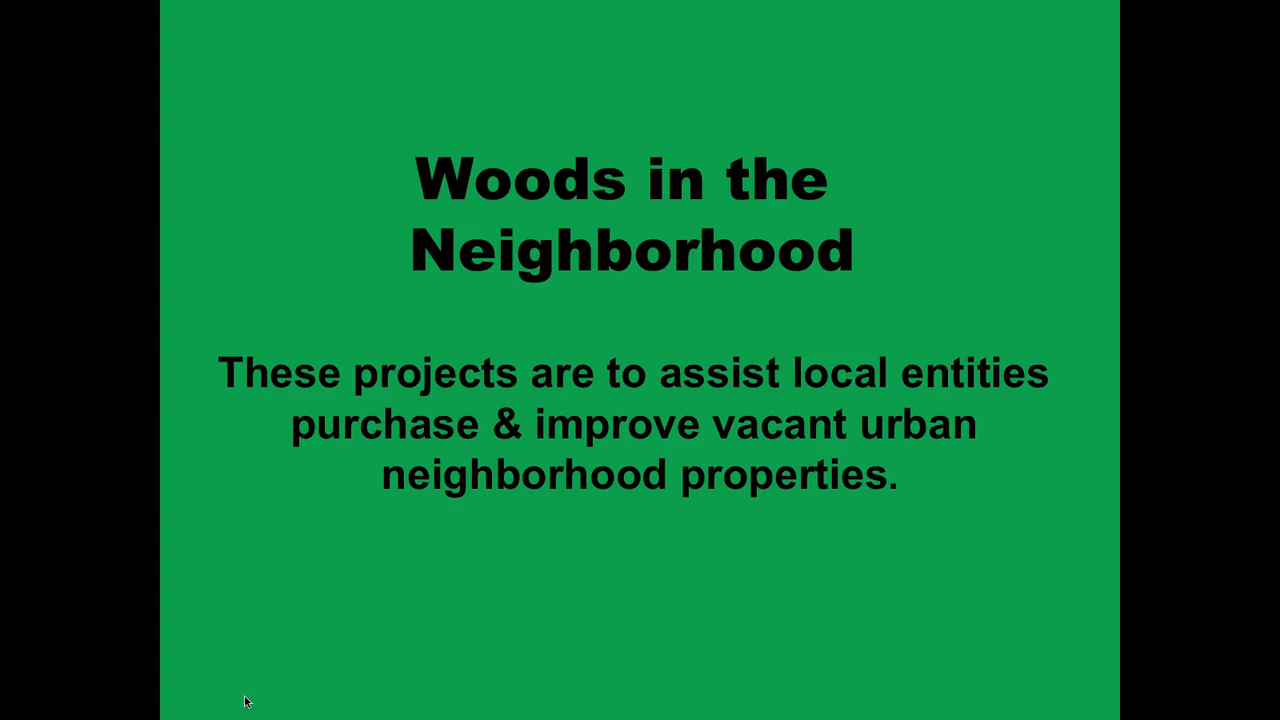 Woods in the
Neighborhood
These projects are to assist local entities
purchase & improve vacant urban
neighborhood properties.